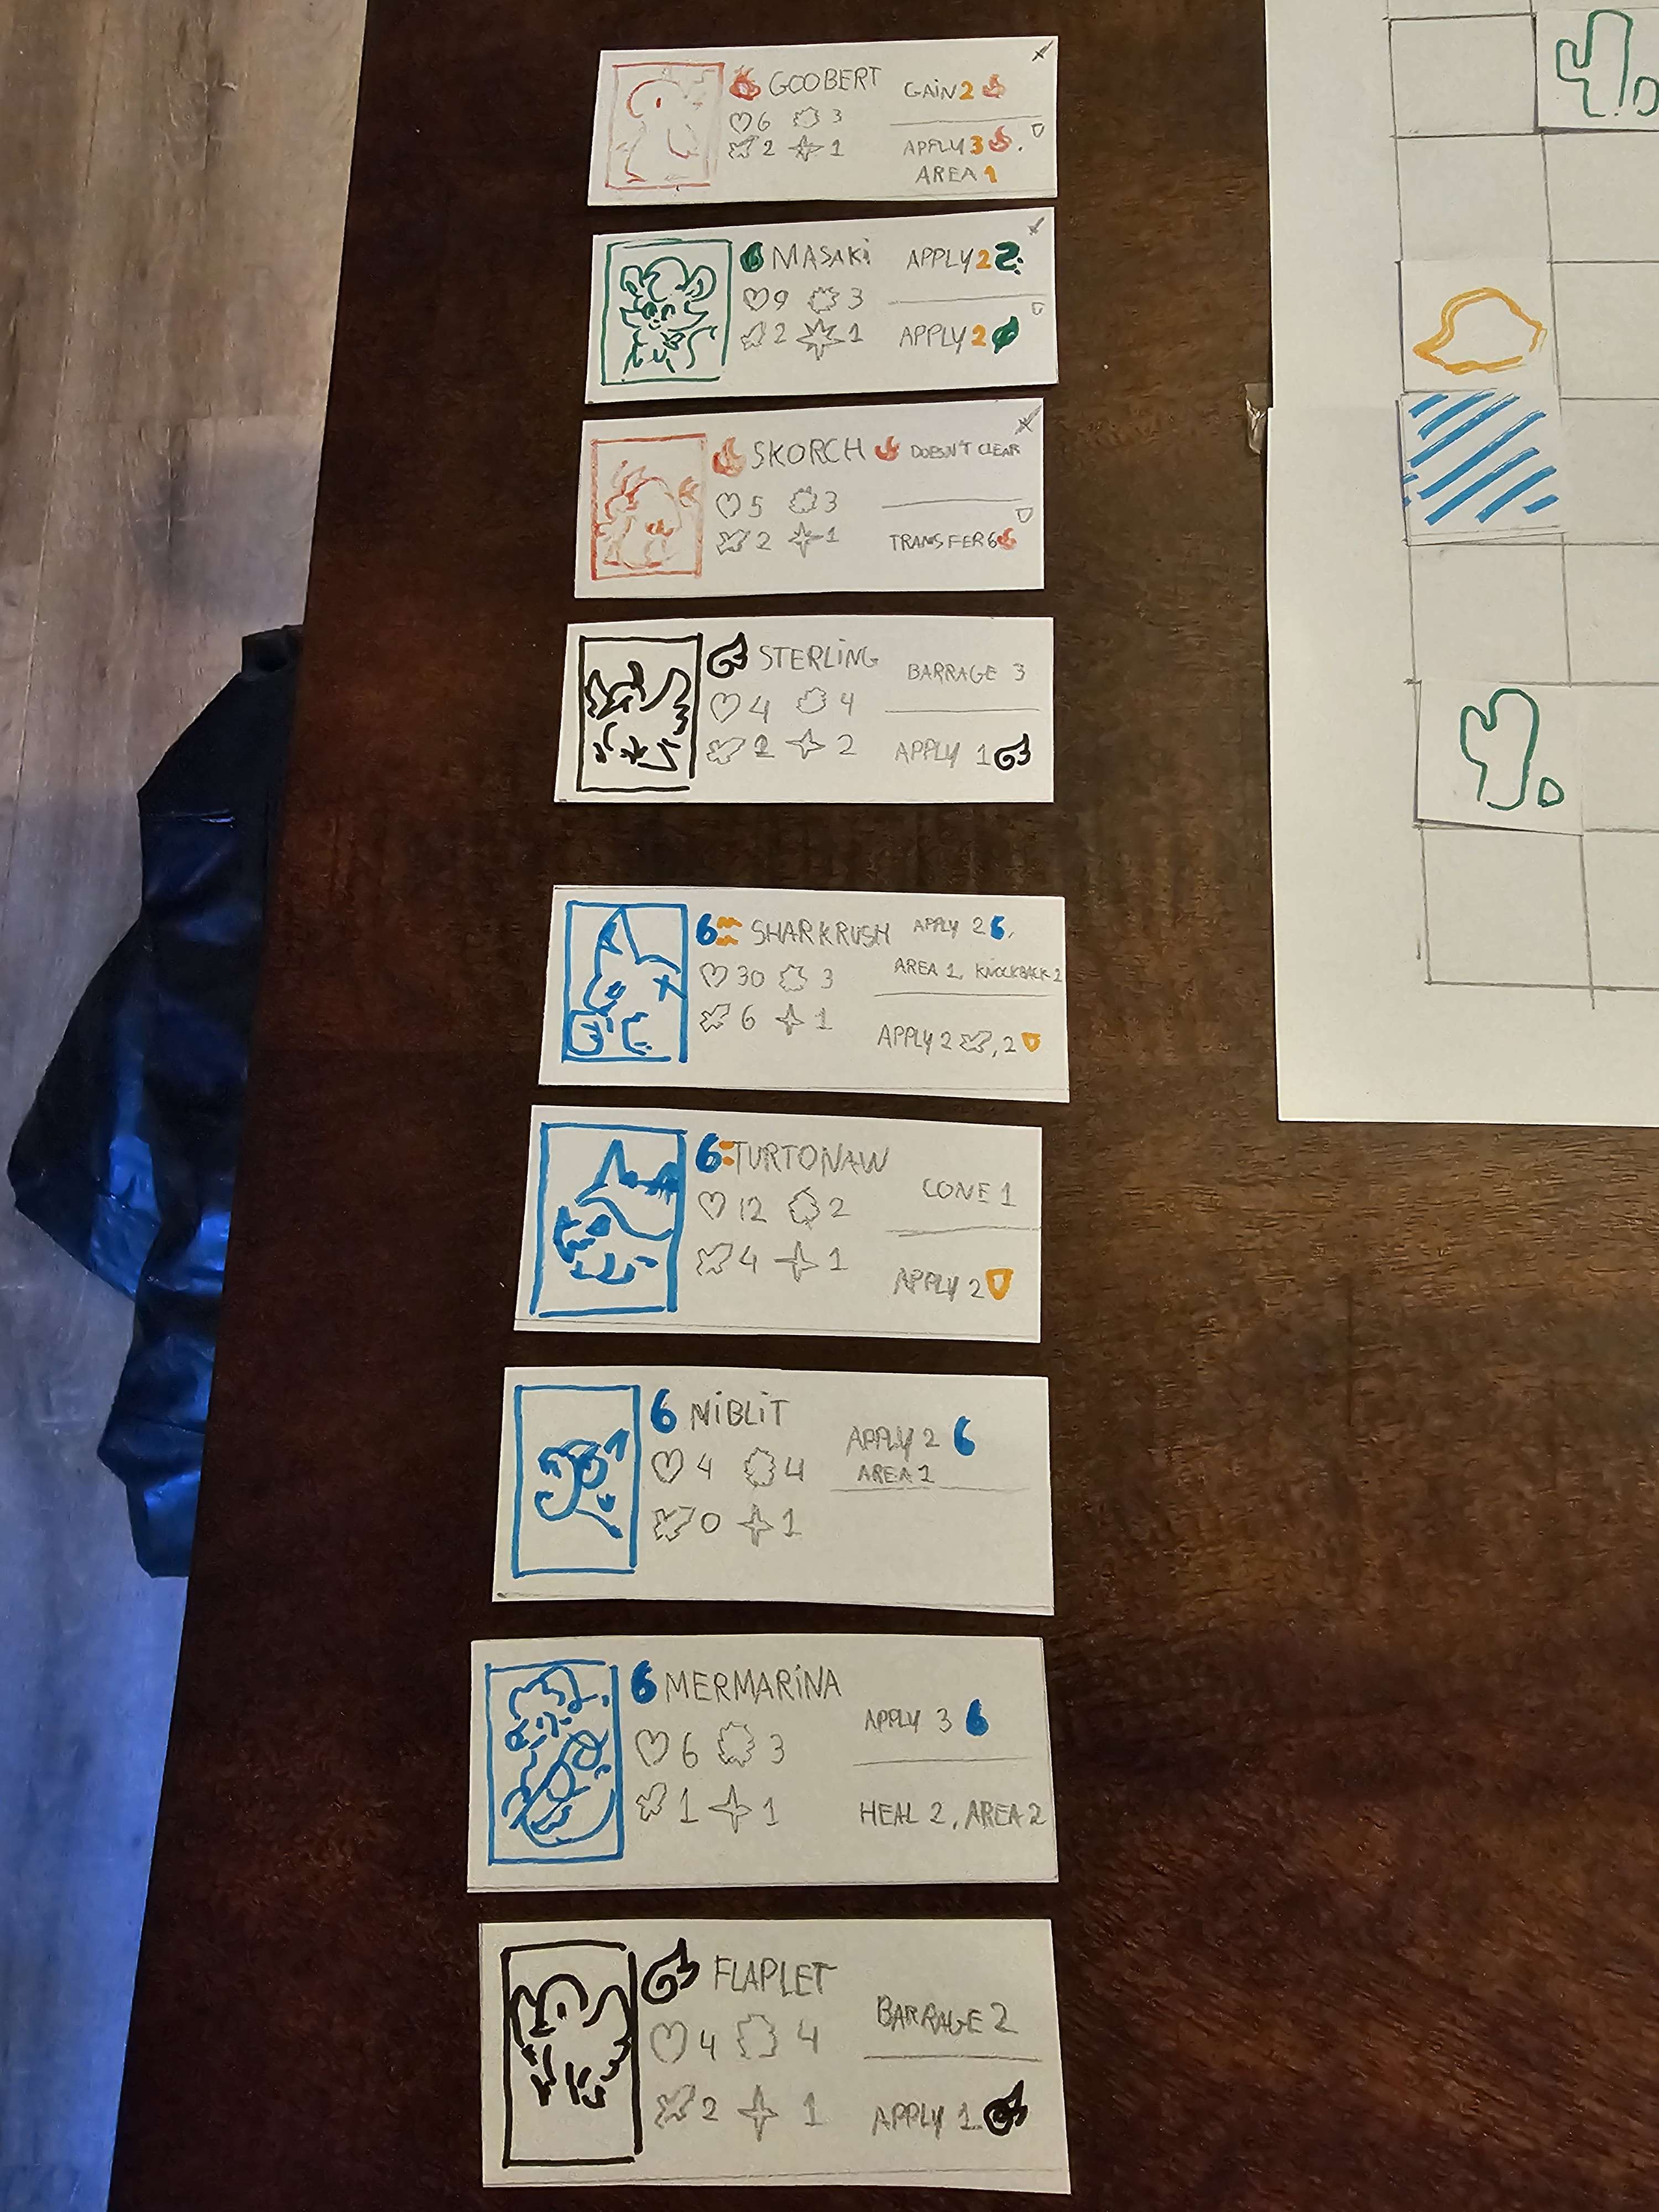 GOOBERT
GAIN 2
6 3
2 1
APPLY 3 .
AREA 1
MASAKi
APPLY 2
9 3
2 1
APPLY 2
SKORCH
DOESN'T CLEAR
5 3
2 1
TRANSFER 6
STERLiNG
BARRAGE 3
4 4
2 2
APPLY 1
SHARKRUSH
APPLY 2 ,
AREA 1, KNOCKBACK 2
30 3
6 1
APPLY 2 , 2
TURTONAW
CONE 1
12 2
4 1
APPLY 2
NiBLiT
APPLY 2
AREA 1
4 4
0 1
MERMARiNA
APPLY 3
6 3
1 1
HEAL 2, AREA 2
FLAPLET
BARRAGE 2
4 4
2 1
APPLY 1